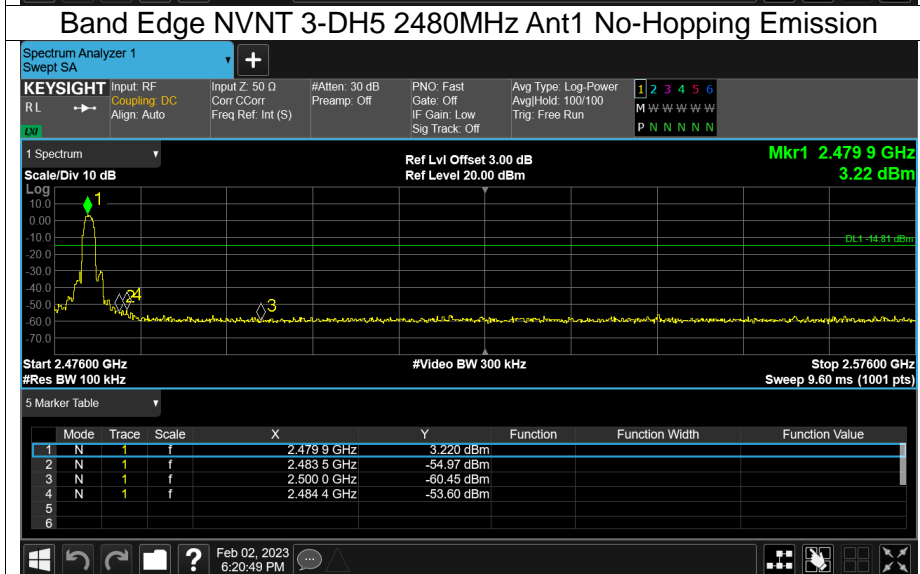 Band Edge NVNT 3-DH5 2480MHz Ant1 No-Hopping Emission
Spectrum Analyzer 1
Swept SA
+
KEYSIGHT Input: RF Input Z: 50 Ω #Atten: 30 dB PNO: Fast Avg Type: Log-Power 1 2 3 4 5 6
R L Coupling: DC Corr CCorr Preamp: Off Gate: Off Avg|Hold: 100/100 M W W W W W
Align: Auto Freq Ref: Int (S) IF Gain: Low Trig: Free Run
LXI Sig Track: Off P N N N N N
1 Spectrum Ref Lvl Offset 3.00 dB Mkr1 2.479 9 GHz
Scale/Div 10 dB Ref Level 20.00 dBm 3.22 dBm
Log
10.0 1
0.00
-10.0 DL1 -14.81 dBm
-20.0
-30.0
-40.0
-50.0 2 4 3
-60.0
-70.0
Start 2.47600 GHz #Video BW 300 kHz Stop 2.57600 GHz
#Res BW 100 kHz Sweep 9.60 ms (1001 pts)
5 Marker Table
Mode Trace Scale X Y Function Function Width Function Value
1 N 1 f 2.479 9 GHz 3.220 dBm
2 N 1 f 2.483 5 GHz -54.97 dBm
3 N 1 f 2.500 0 GHz -60.45 dBm
4 N 1 f 2.484 4 GHz -53.60 dBm
5
6
? Feb 02, 2023
6:20:49 PM